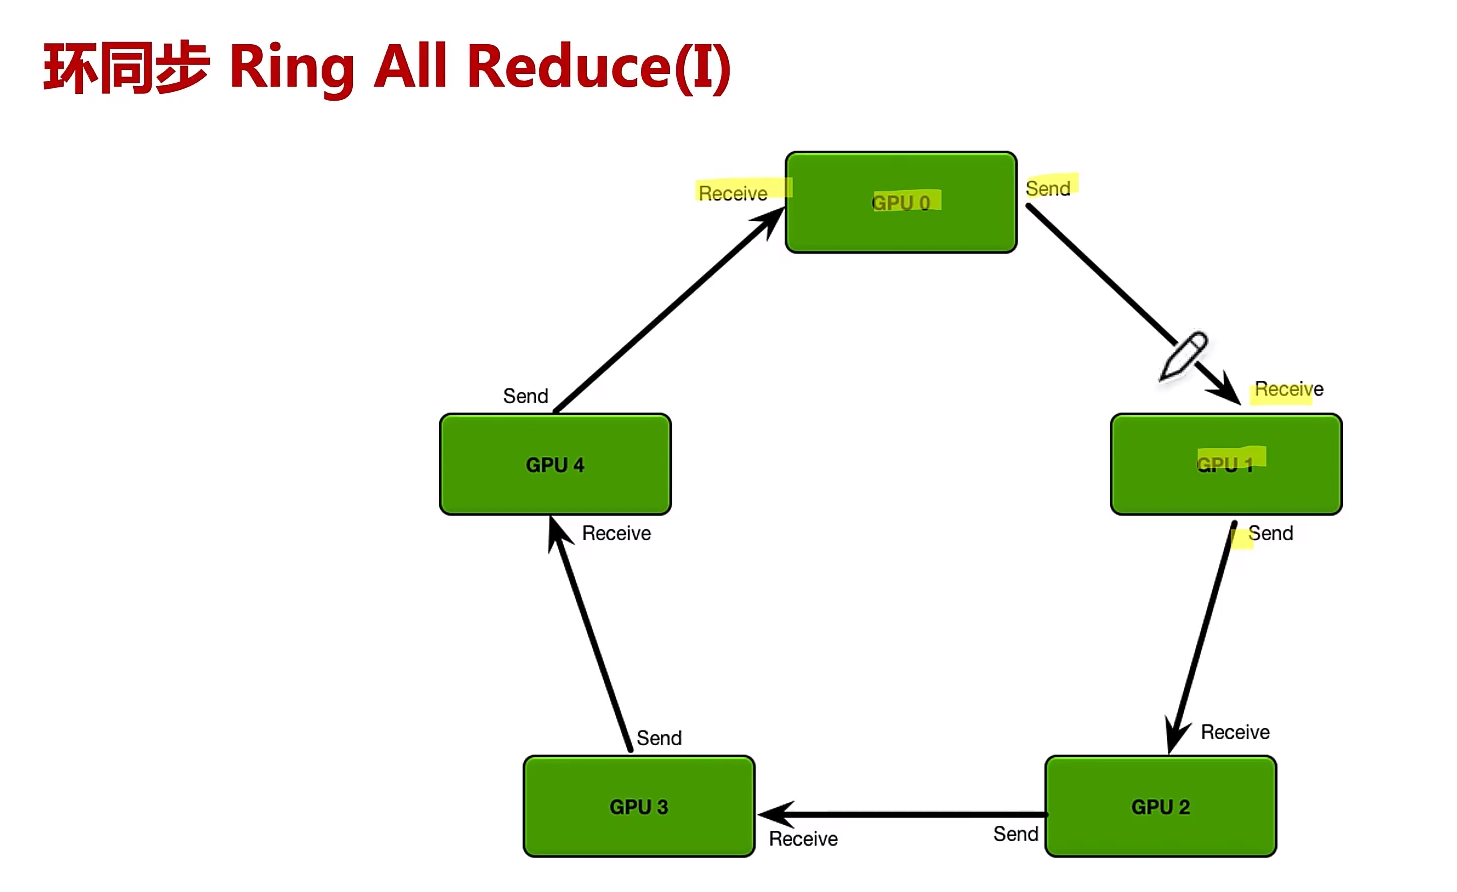 环同步 Ring All Reduce(I)
Receive
GPU 0
Send
Send
Receive
GPU 4
GPU 1
Receive
Send
Send
Receive
GPU 3
GPU 2
Receive
Send